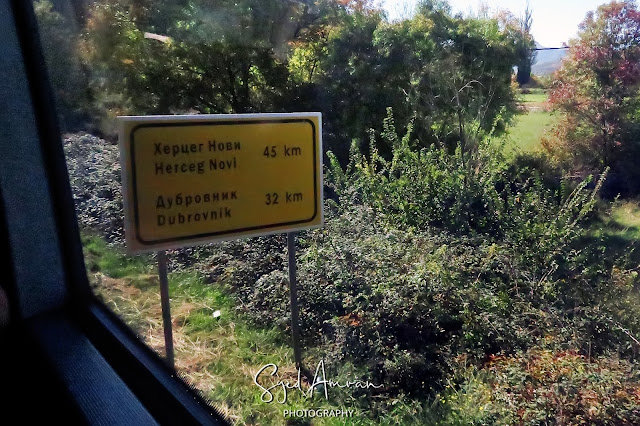 Херцег Нови 45 km
Herceg Novi
Дубровник 32 km
Dubrovnik
Syed Amran
PHOTOGRAPHY